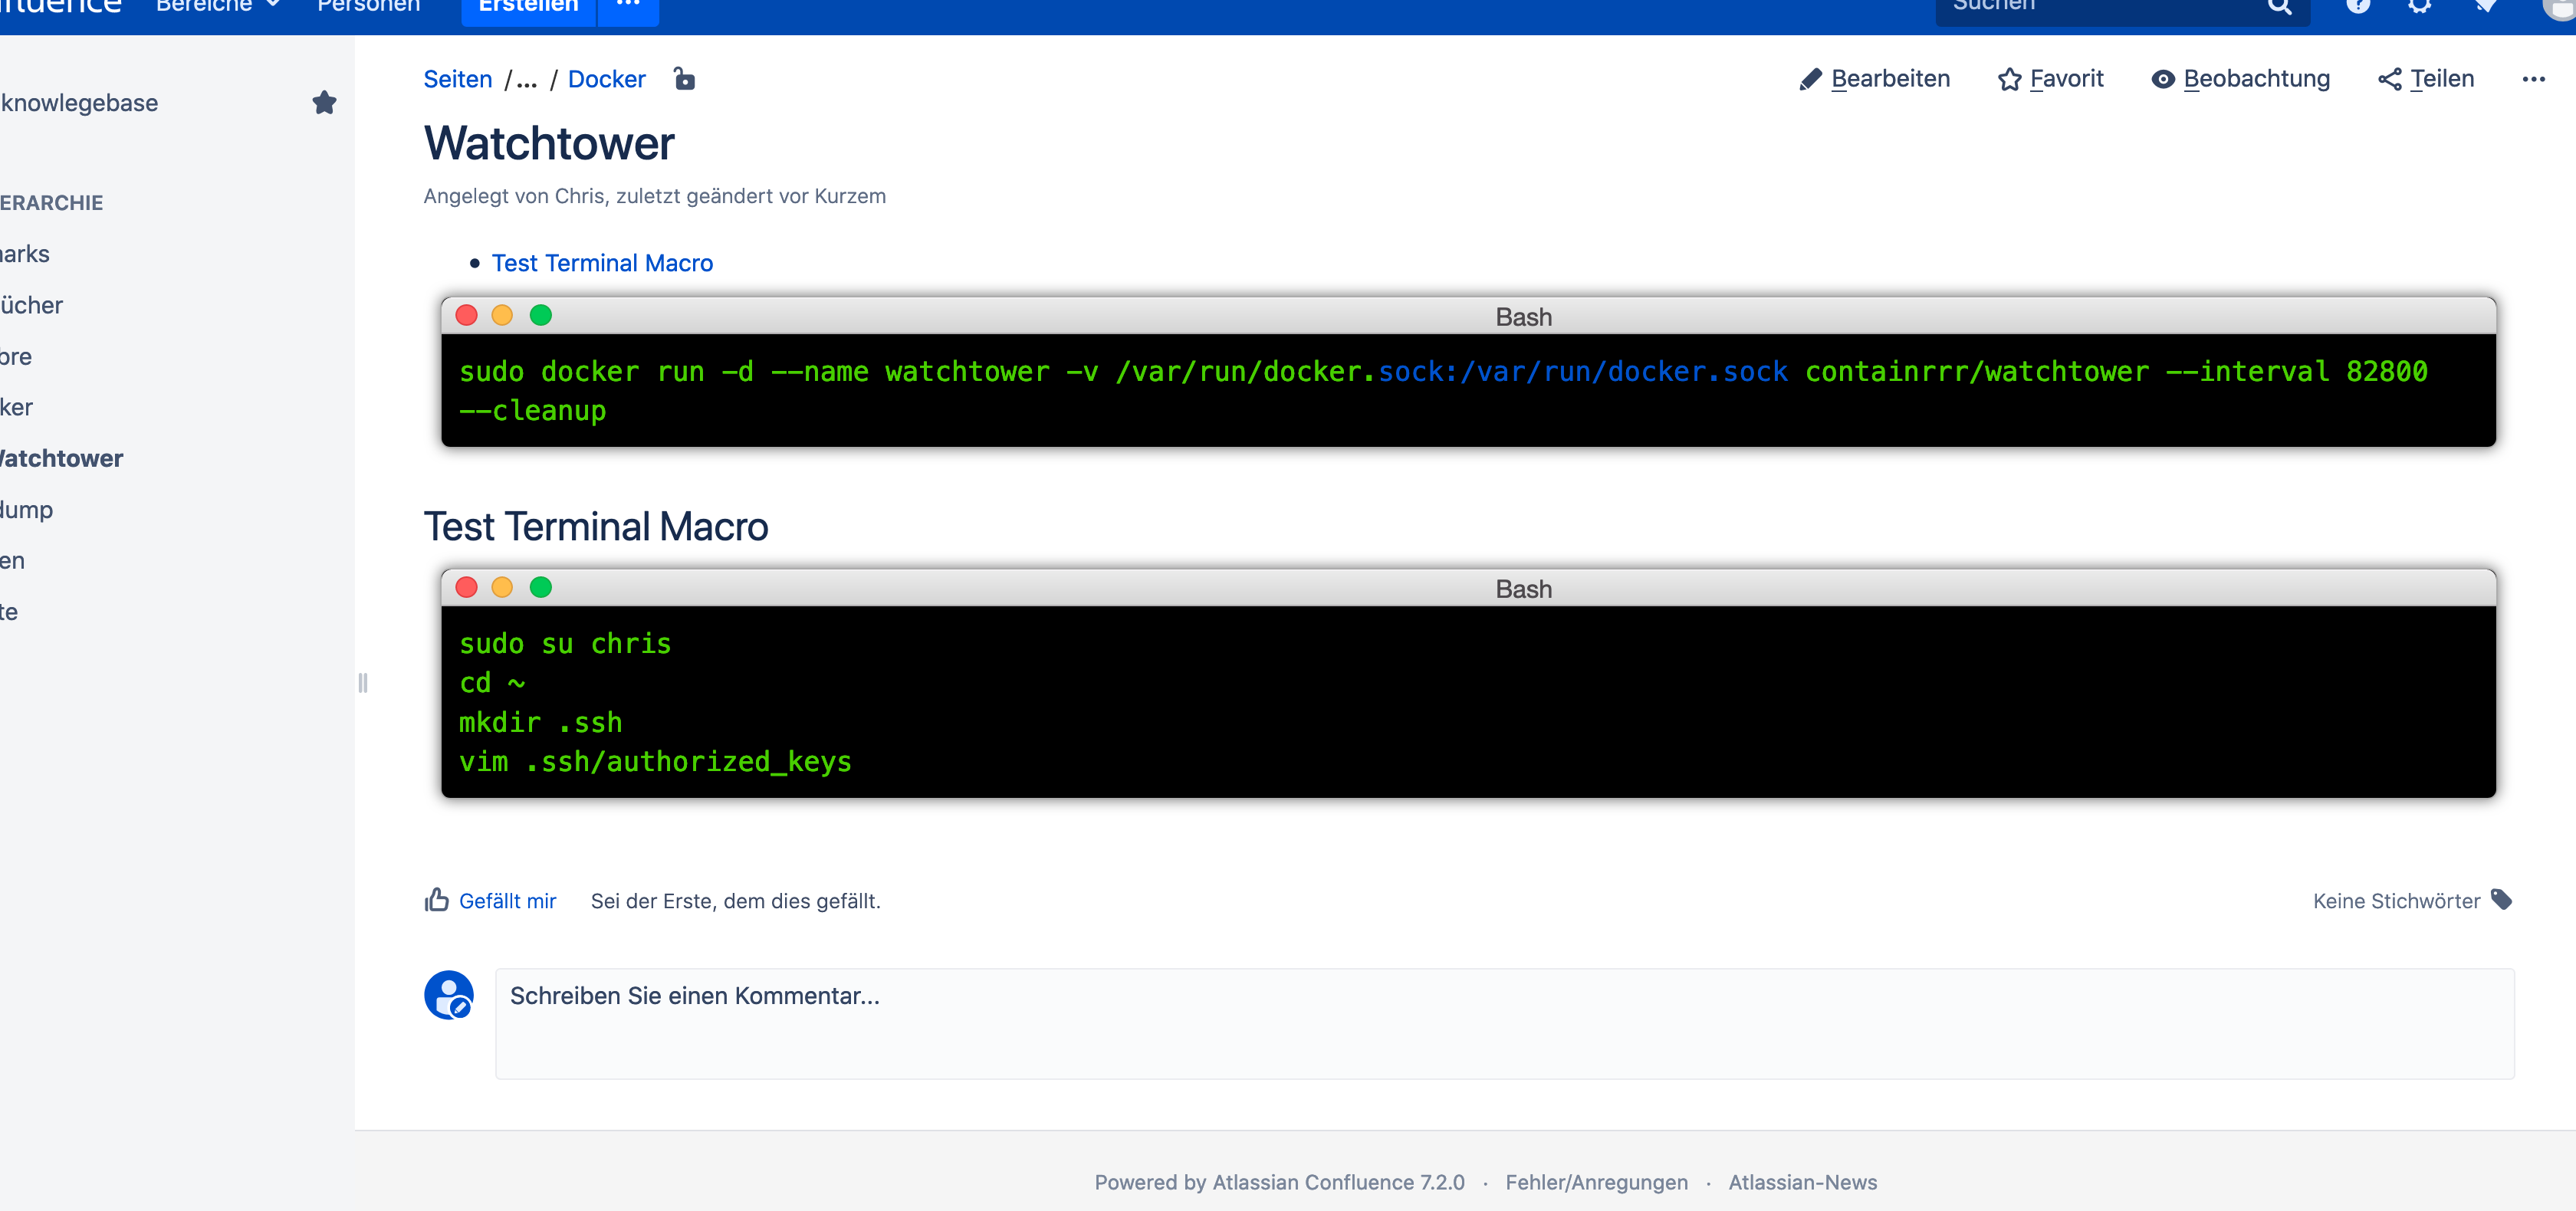 Bereiche Personen Erstellen ... Suchen
Seiten /... / Docker Bearbeiten Favorit Beobachtung Teilen
knowlegebase
Watchtower
Angelegt von Chris, zuletzt geändert vor Kurzem
Test Terminal Macro
Bash
sudo docker run -d --name watchtower -v /var/run/docker.sock:/var/run/docker.sock containrrr/watchtower --interval 82800
--cleanup
Test Terminal Macro
Bash
sudo su chris
cd ~
mkdir .ssh
vim .ssh/authorized_keys
Gefällt mir Sei der Erste, dem dies gefällt. Keine Stichwörter
Schreiben Sie einen Kommentar...
Powered by Atlassian Confluence 7.2.0 · Fehler/Anregungen · Atlassian-News
ERARCHIE
arks
ücher
bre
ker
Watchtower
dump
en
te